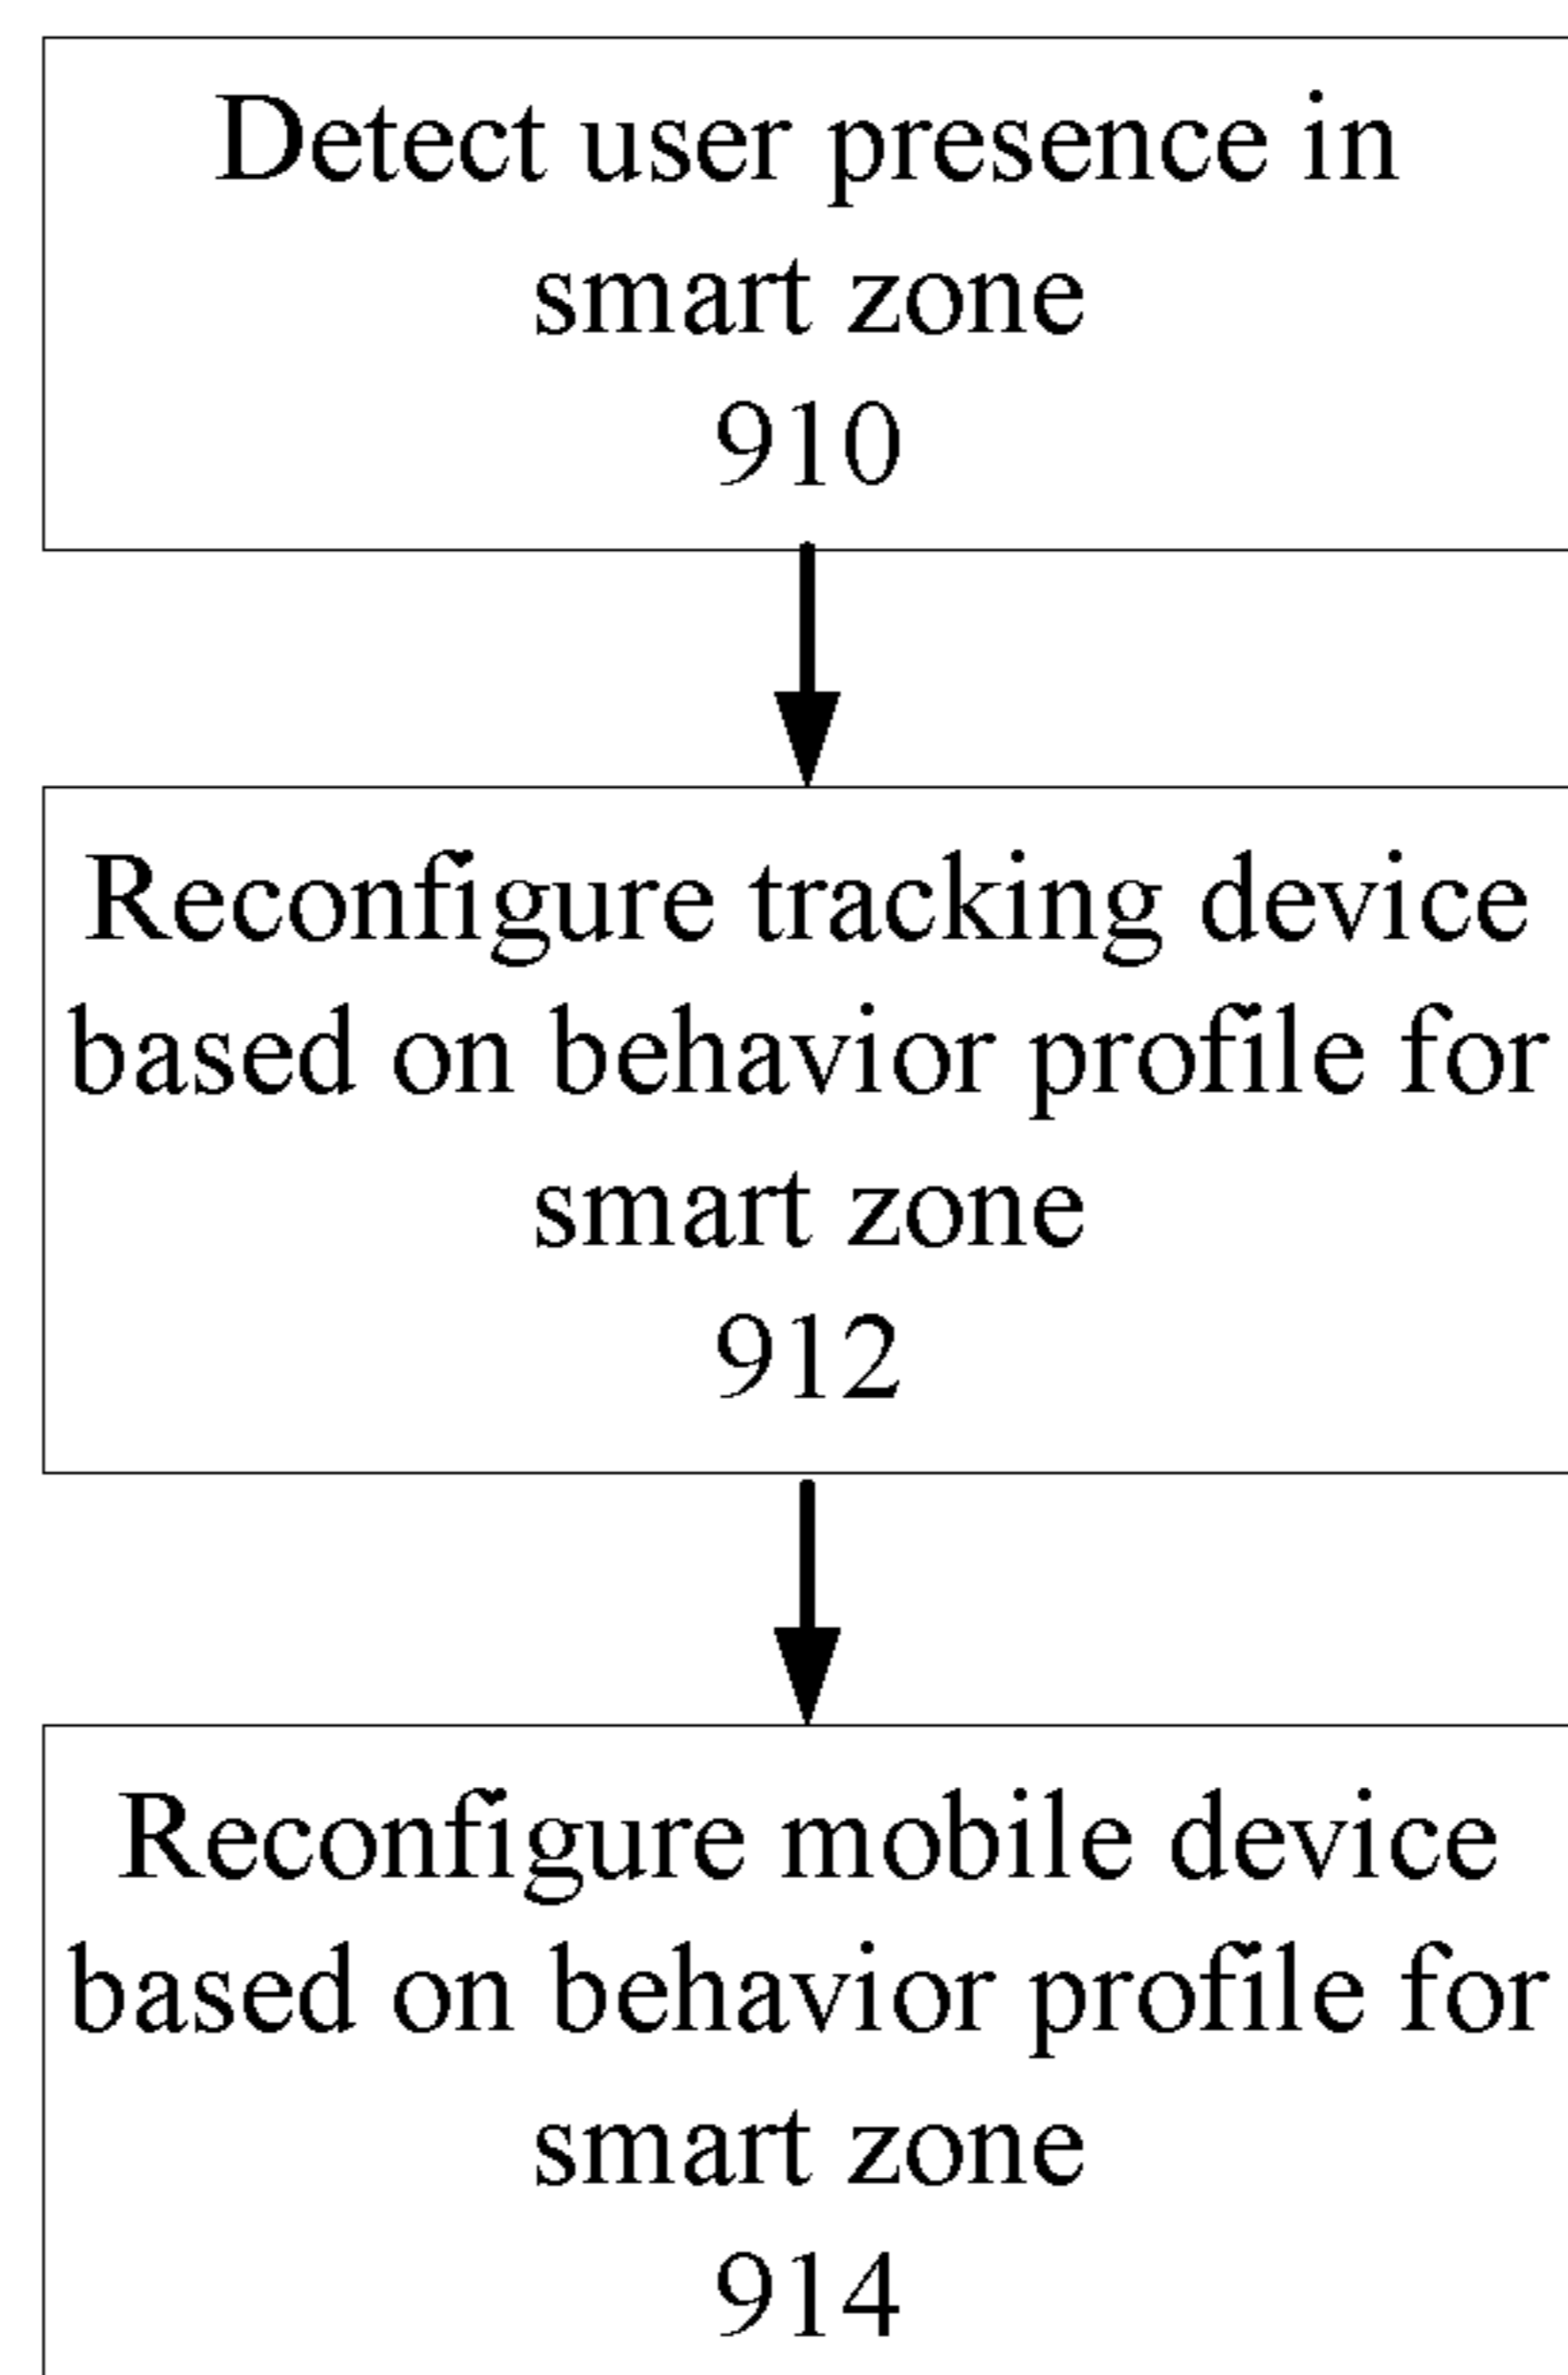 Detect user presence in
smart zone
910
Reconfigure tracking device
based on behavior profile for
smart zone
912
Reconfigure mobile device
based on behavior profile for
smart zone
914